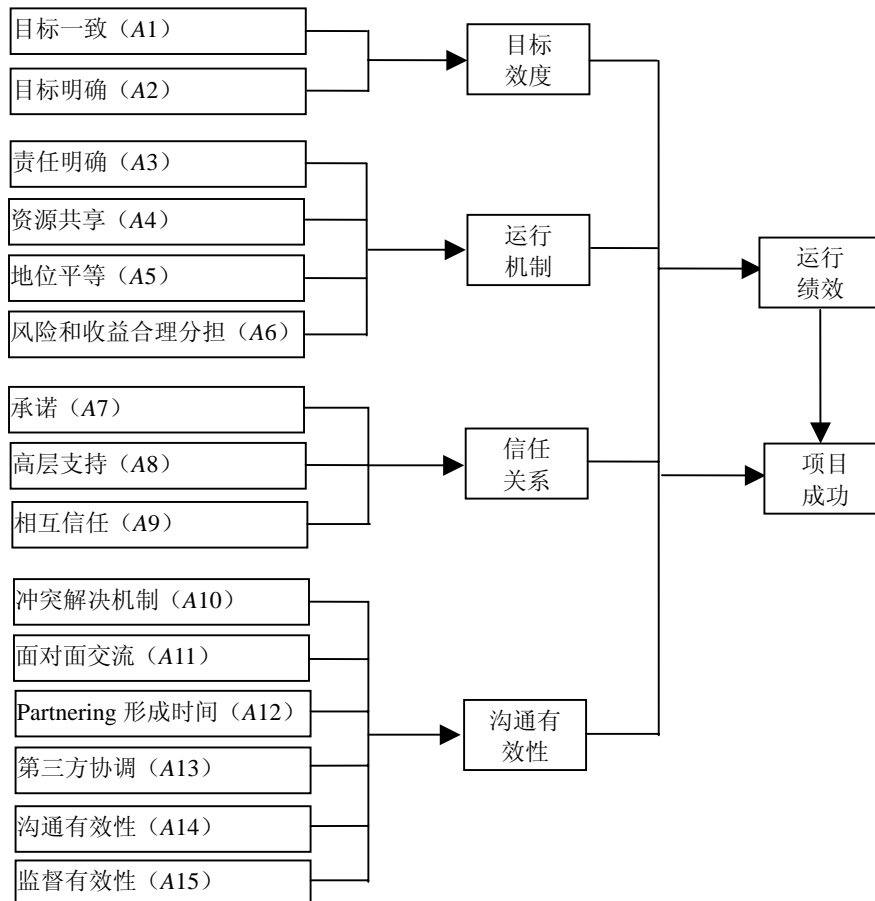 目标一致（A1）
目标明确（A2）
目标
效度
责任明确（A3）
资源共享（A4）
地位平等（A5）
风险和收益合理分担（A6）
运行
机制
承诺（A7）
高层支持（A8）
相互信任（A9）
信任
关系
冲突解决机制（A10）
面对面交流（A11）
Partnering 形成时间（A12）
第三方协调（A13）
沟通有效性（A14）
监督有效性（A15）
沟通有
效性
运行
绩效
项目
成功